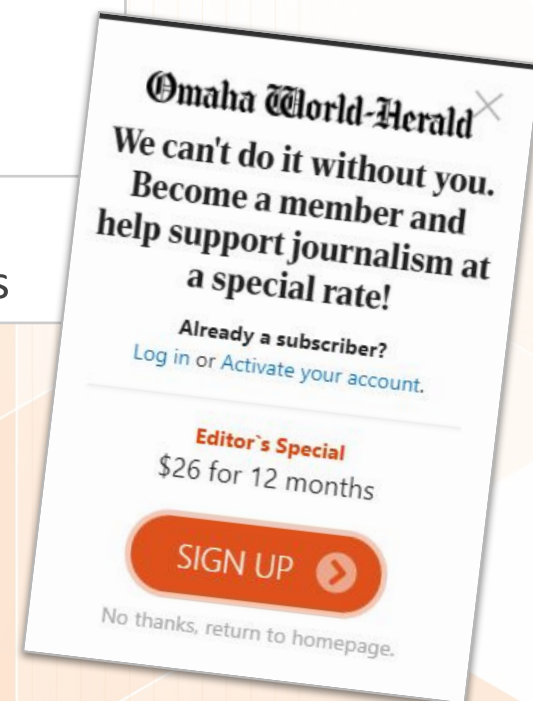 s
Omaha World-Herald
We can't do it without you.
Become a member and
help support journalism at
a special rate!
Already a subscriber?
Log in or Activate your account.
Editor`s Special
$26 for 12 months
SIGN UP
No thanks, return to homepage.